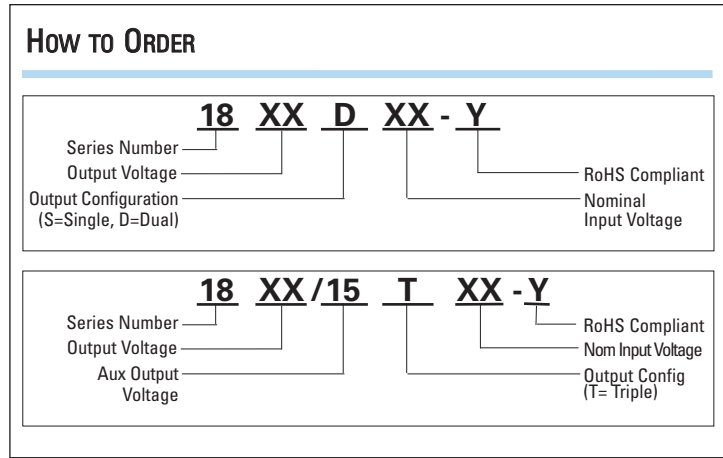 HOW TO ORDER
18 XX D XX - Y
Series Number
Output Voltage
Output Configuration
(S=Single, D=Dual)
RoHS Compliant
Nominal
Input Voltage
18 XX /15 T XX - Y
Series Number
Output Voltage
Aux Output
Voltage
RoHS Compliant
Nom Input Voltage
Output Config
(T= Triple)